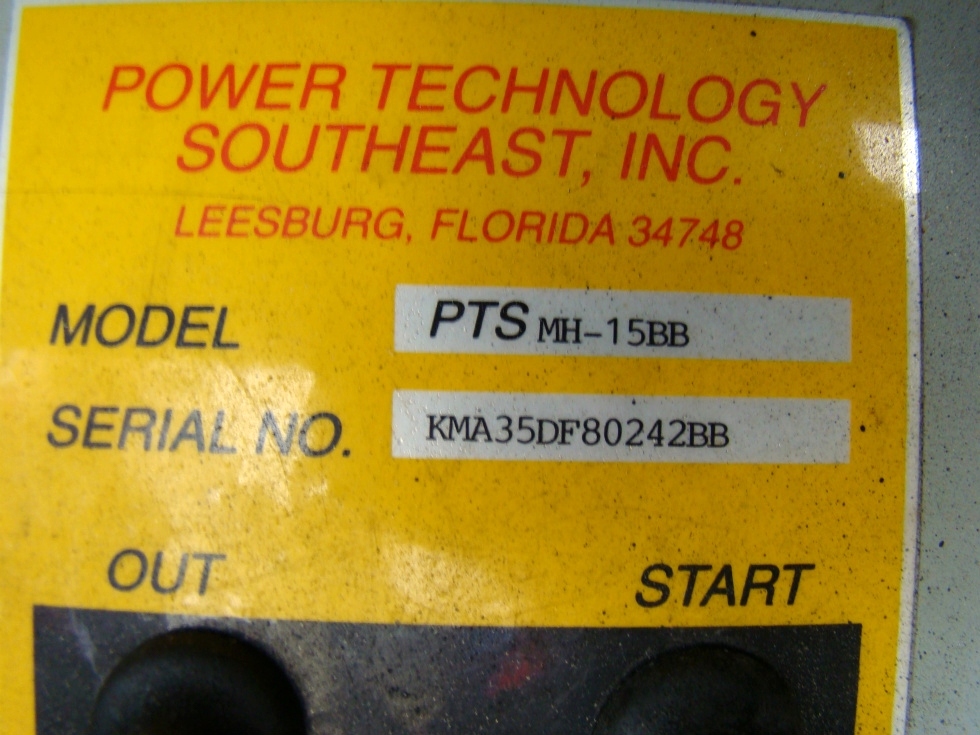 POWER TECHNOLOGY
SOUTHEAST, INC.
LEESBURG, FLORIDA 34748
MODEL PTS MH-15BB
SERIAL NO. KMA35DF80242BB
OUT START